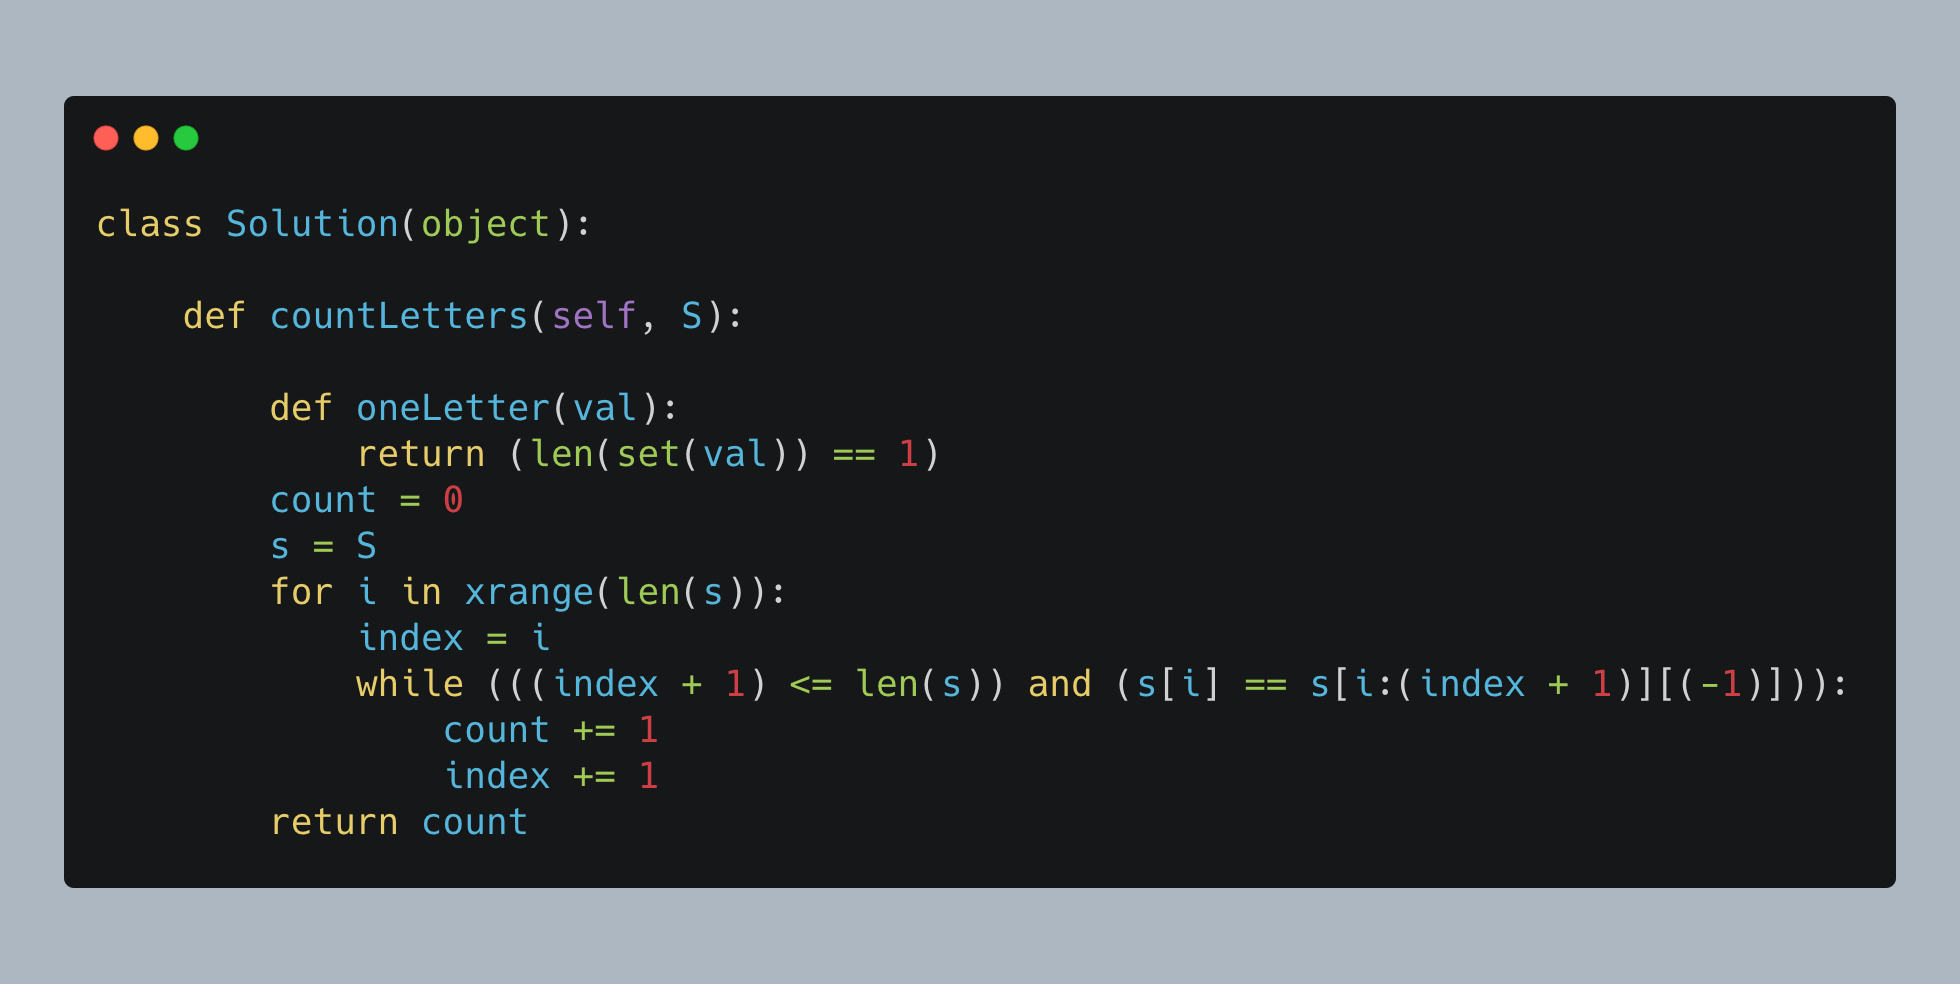 class Solution(object):

    def countLetters(self, S):

        def oneLetter(val):
            return (len(set(val)) == 1)
        count = 0
        s = S
        for i in xrange(len(s)):
            index = i
            while (((index + 1) <= len(s)) and (s[i] == s[i:(index + 1)][(-1)])):
                count += 1
                index += 1
        return count